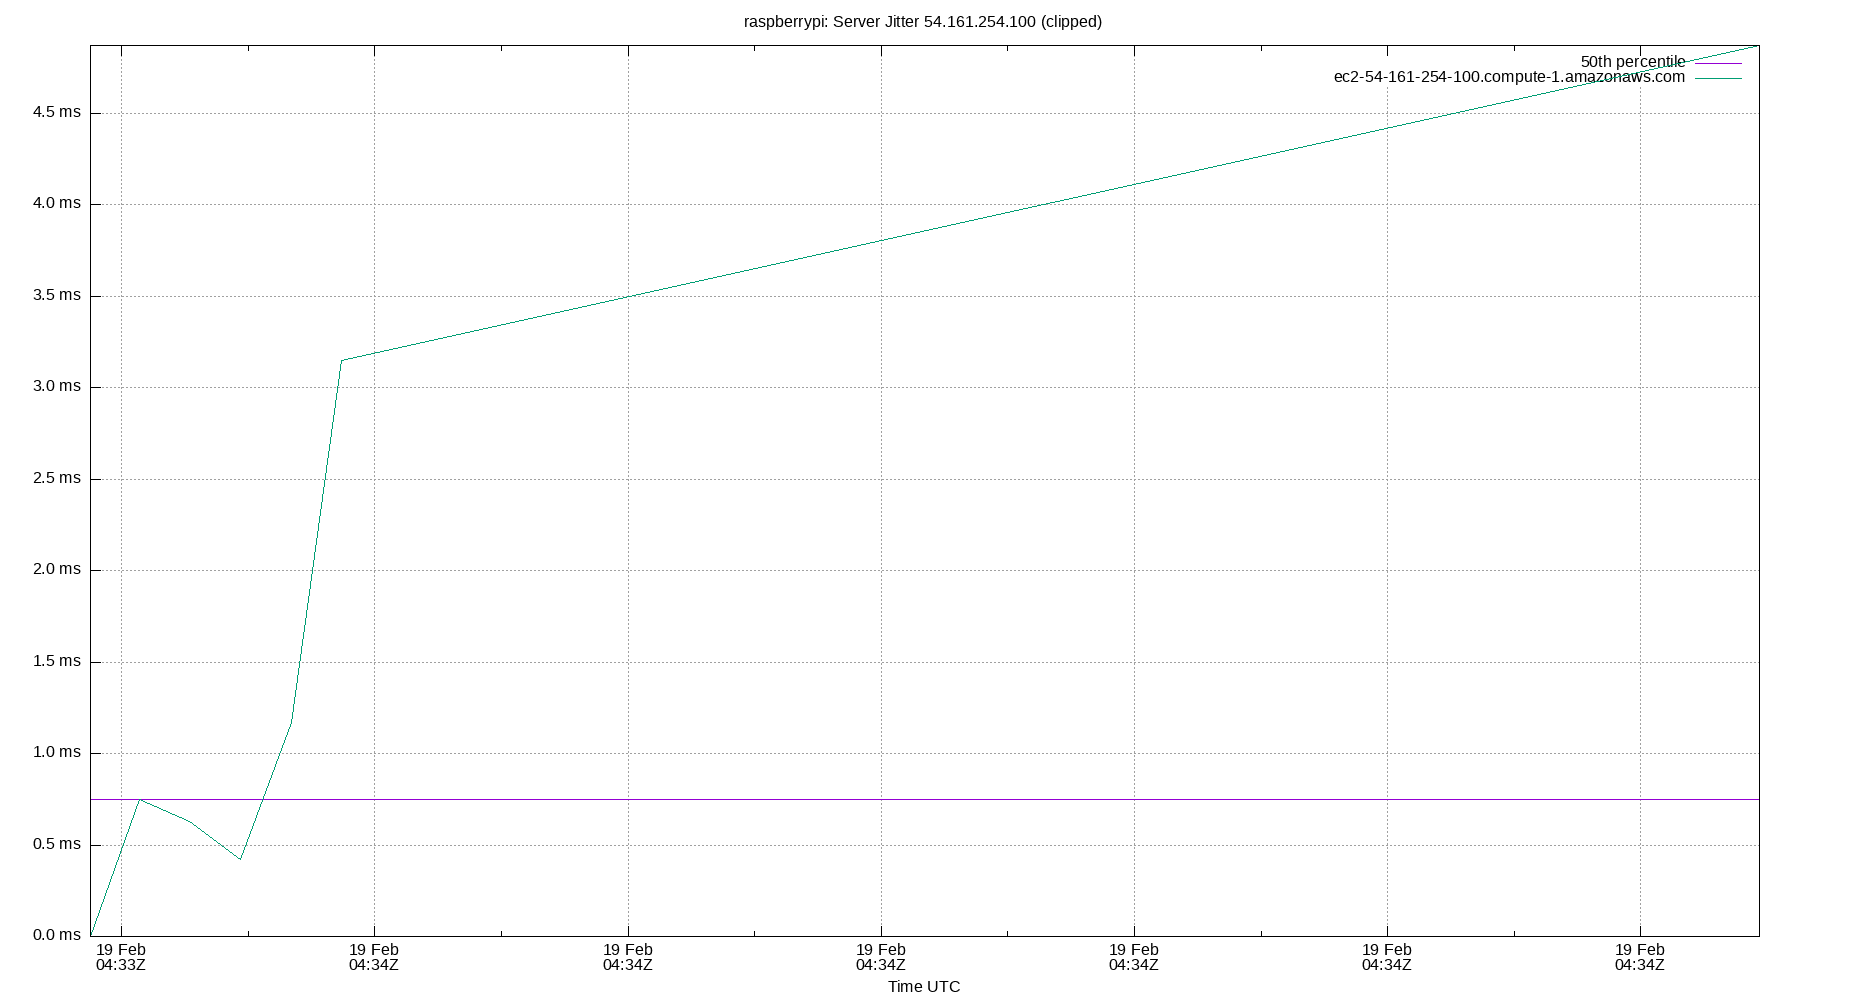 raspberrypi: Server Jitter 54.161.254.100 (clipped)
50th percentile
ec2-54-161-254-100.compute-1.amazonaws.com
4.5 ms
4.0 ms
3.5 ms
3.0 ms
2.5 ms
2.0 ms
1.5 ms
1.0 ms
0.5 ms
0.0 ms
19 Feb 19 Feb 19 Feb 19 Feb 19 Feb 19 Feb 19 Feb
04:33Z 04:34Z 04:34Z 04:34Z 04:34Z 04:34Z 04:34Z
Time UTC